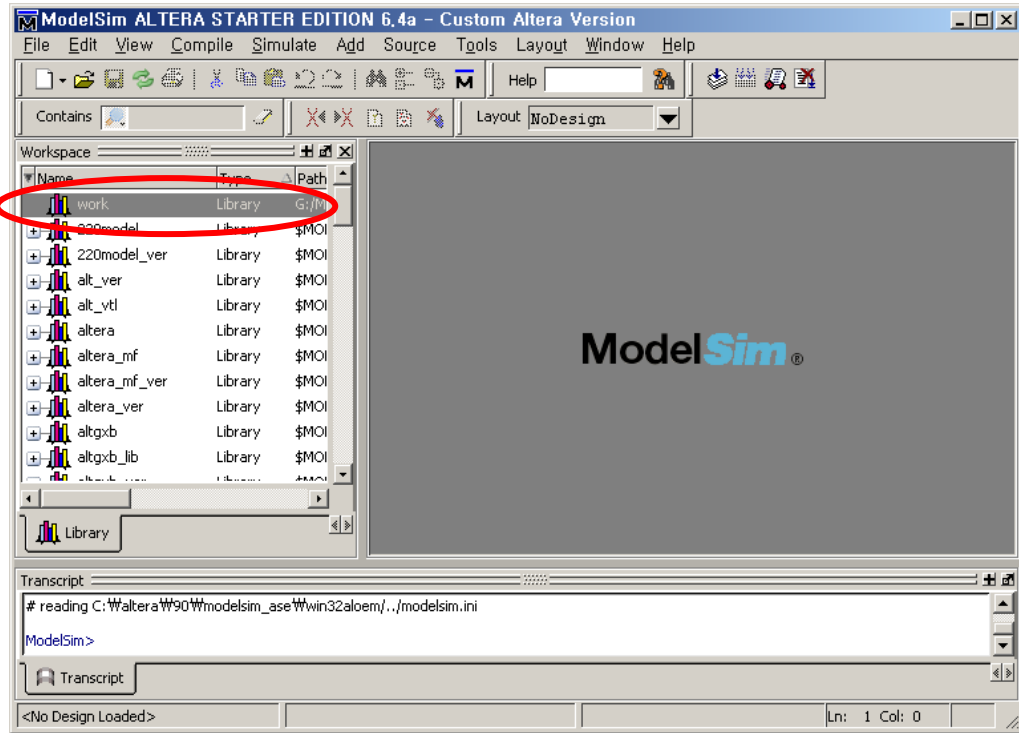 ModelSim ALTERA STARTER EDITION 6.4a - Custom Altera Version
File Edit View Compile Simulate Add Source Tools Layout Window Help
Help
Contains
Layout NoDesign
Workspace
Name Type Path
work Library G:/M
220model Library $MOI
220model_ver Library $MOI
alt_ver Library $MOI
alt_vtl Library $MOI
altera Library $MOI
altera_mf Library $MOI
altera_mf_ver Library $MOI
altera_ver Library $MOI
altgxb Library $MOI
altgxb_lib Library $MOI
Library
ModelSim ®
Transcript
# reading C:₩altera₩90₩modelsim_ase₩win32aloem/../modelsim.ini
ModelSim>
Transcript
<No Design Loaded>
Ln: 1 Col: 0